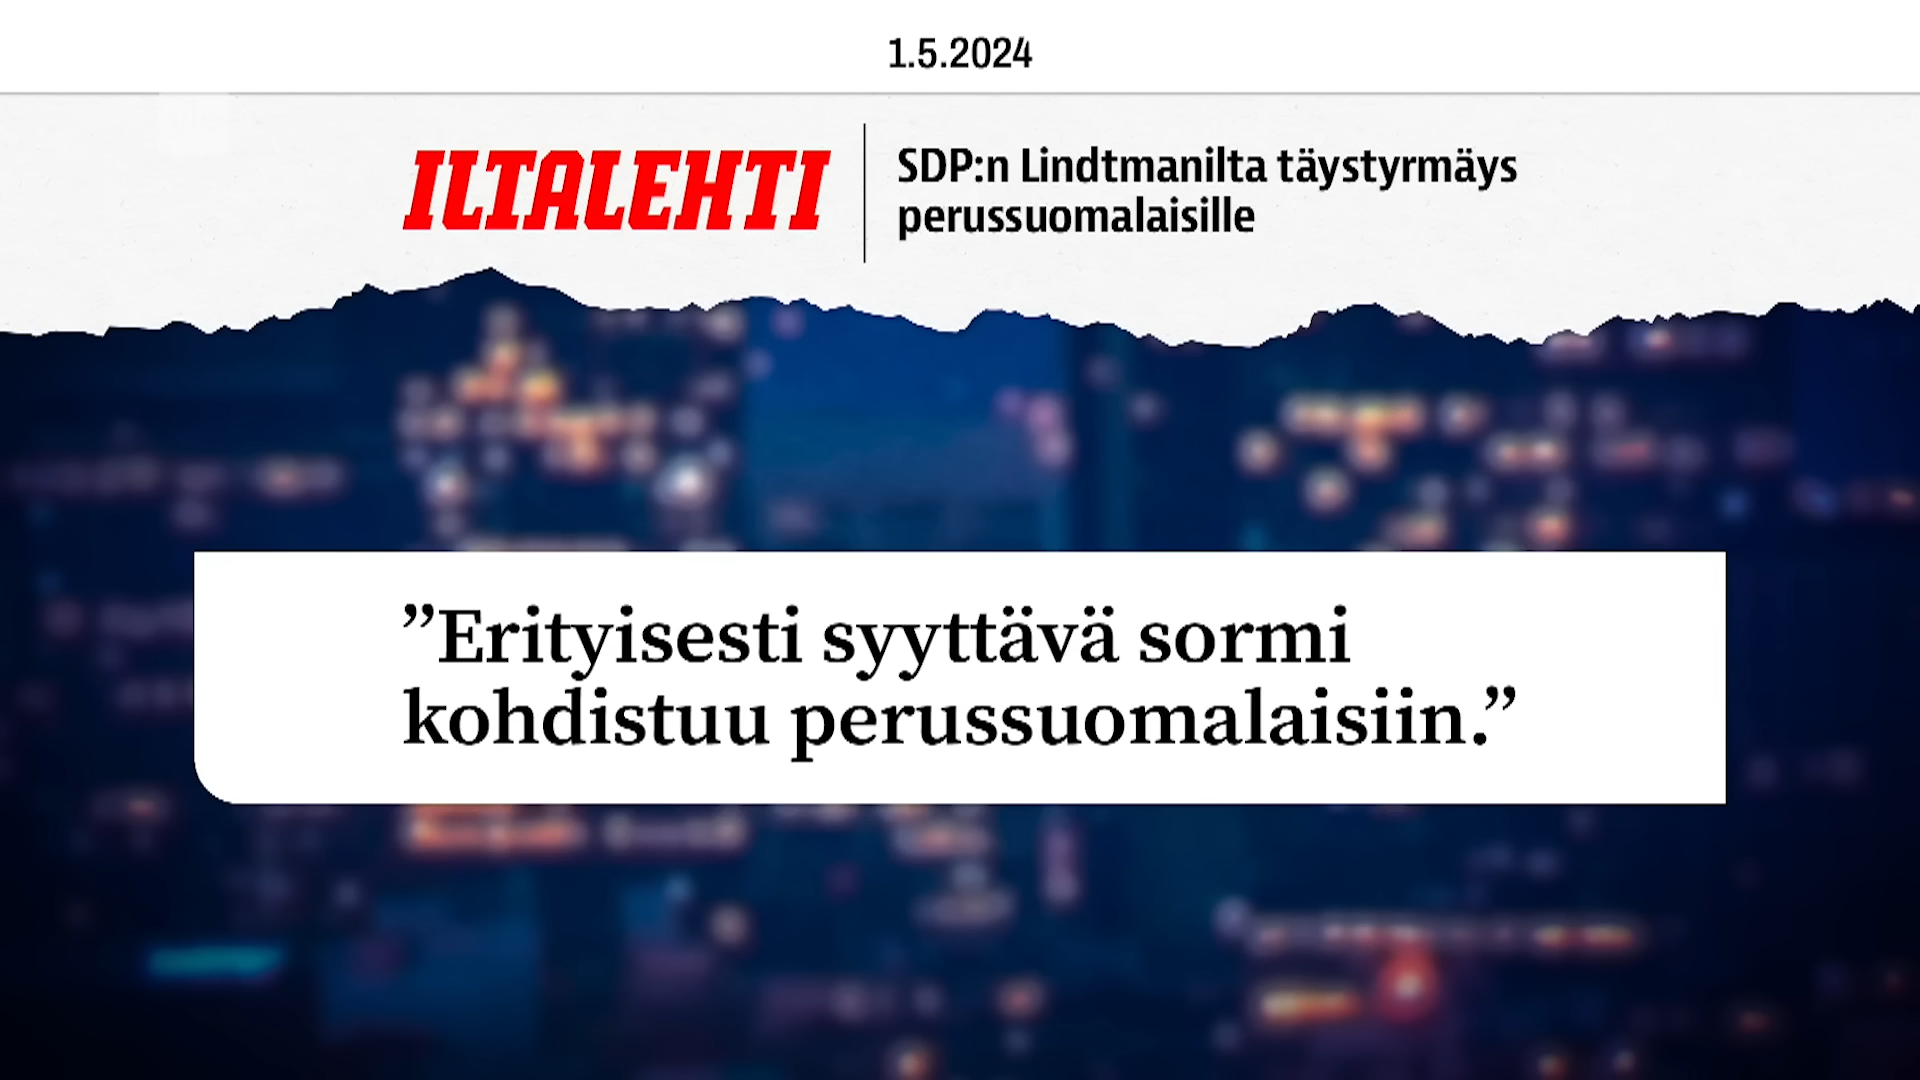 1.5.2024
ILTALEHTI
SDP:n Lindtmanilta täystyrmäys
perussuomalaisille
”Erityisesti syyttävä sormi
kohdistuu perussuomalaisiin.”